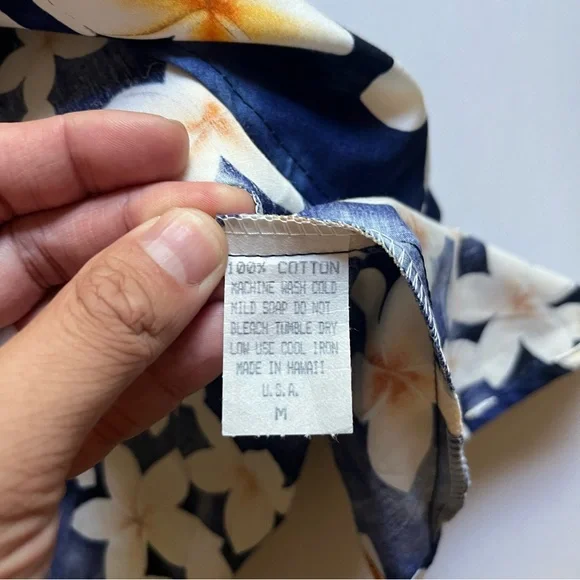 100% COTTON
MACHINE WASH COLD
MILD SOAP DO NOT
BLEACH TUMBLE DRY
LOW USE COOL IRON
MADE IN HAWAII
U.S.A.
M